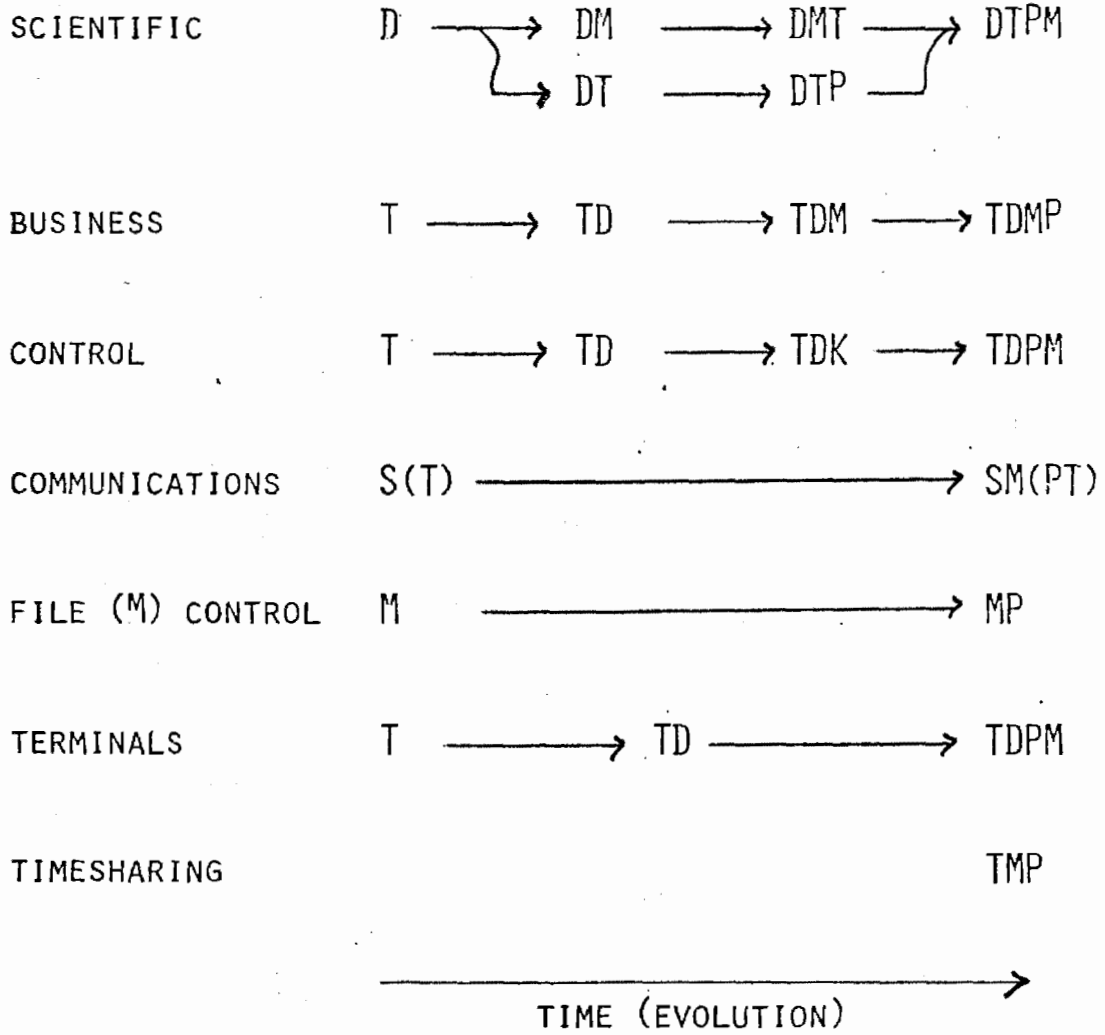 SCIENTIFIC D → DM → DMT → DTPM
DT → DTP
BUSINESS T → TD → TDM → TDMP
CONTROL T → TD → TDK → TDPM
COMMUNICATIONS S(T) → SM(PT)
FILE (M) CONTROL M → MP
TERMINALS T → TD → TDPM
TIMESHARING TMP
TIME (EVOLUTION)